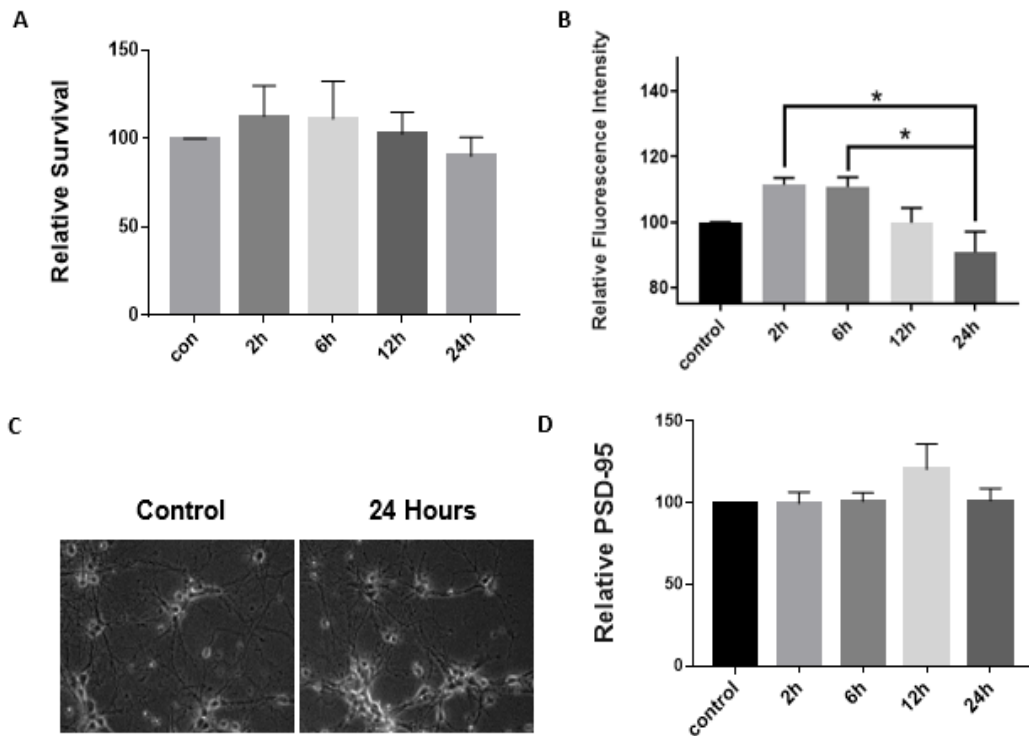 A
Relative Survival
150
100
50
0
con
2h
6h
12h
24h
B
Relative Fluorescence Intensity
140
120
100
80
*
*
control
2h
6h
12h
24h
C
Control
24 Hours
D
Relative PSD-95
150
100
50
0
control
2h
6h
12h
24h